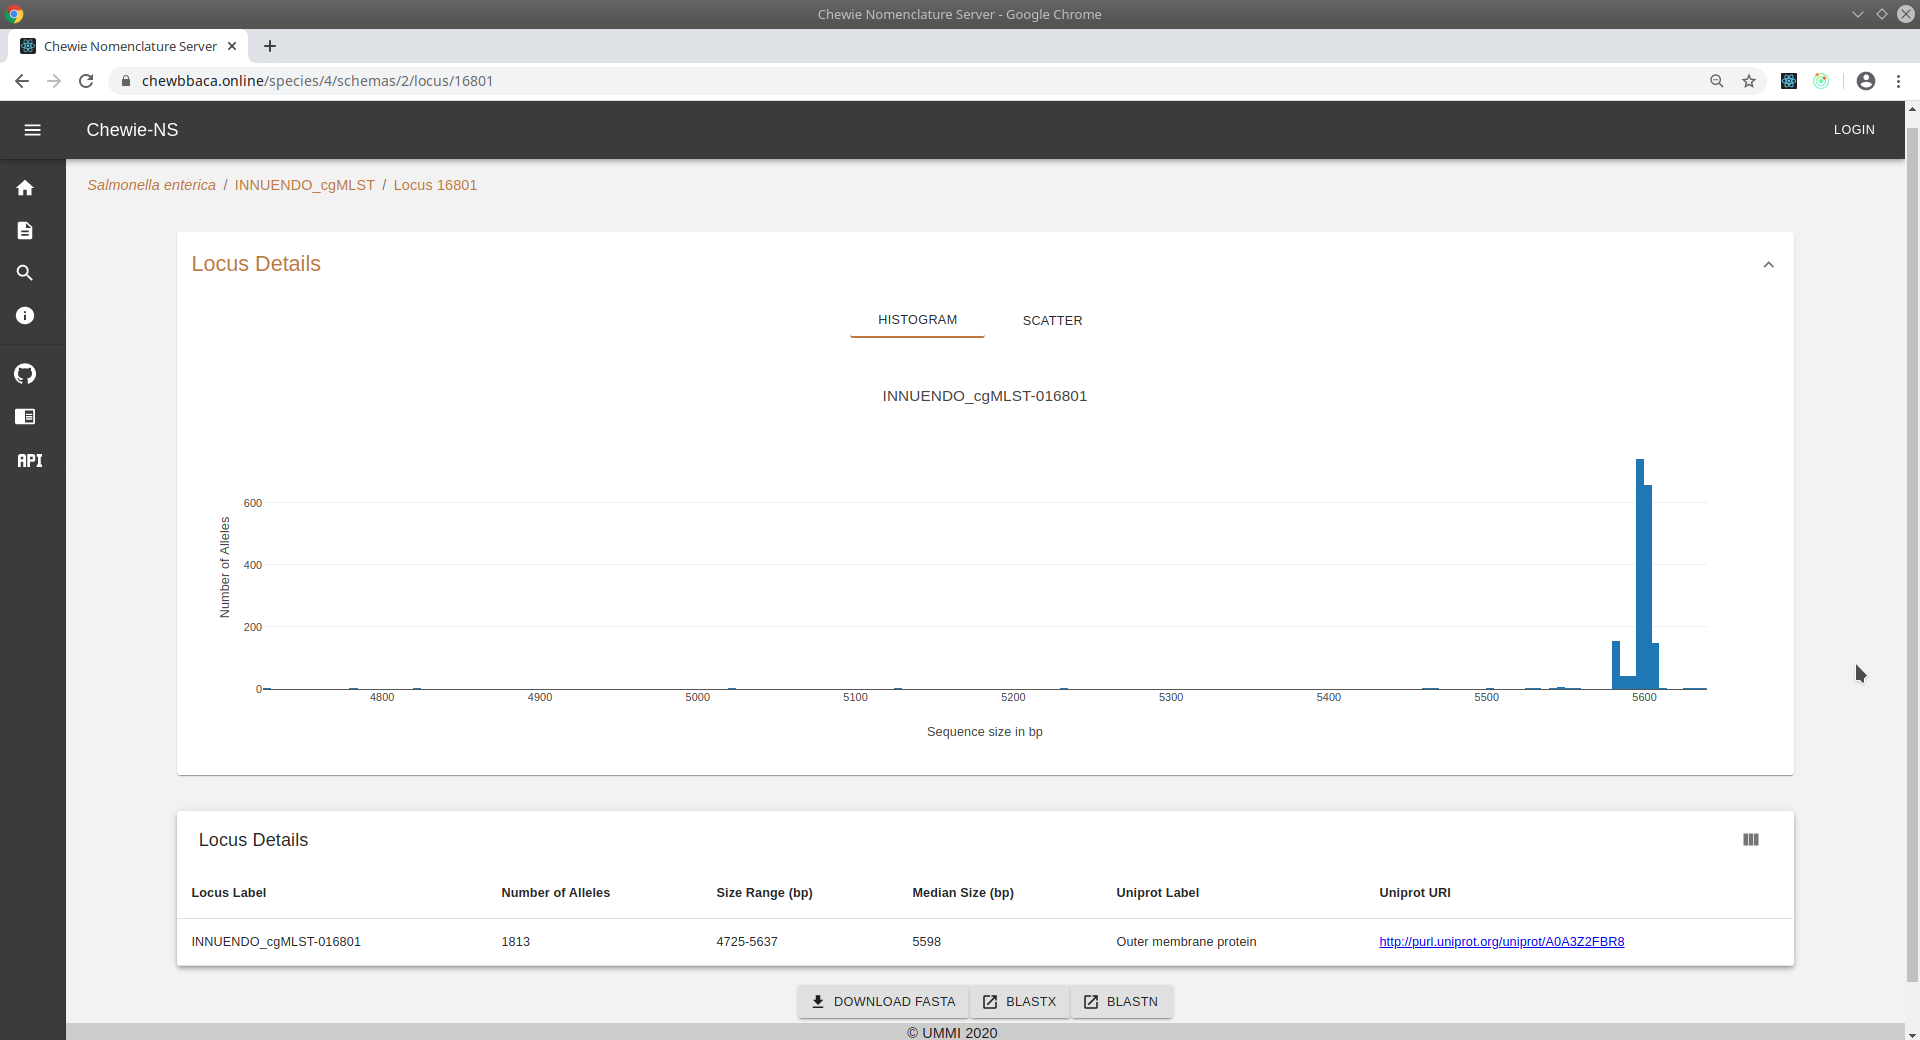 Chewie Nomenclature Server - Google Chrome
Chewie Nomenclature Server
chewbbaca.online/species/4/schemas/2/locus/16801
Chewie-NS
LOGIN
Salmonella enterica / INNUENDO_cgMLST / Locus 16801
API
Locus Details
HISTOGRAM SCATTER
INNUENDO_cgMLST-016801
Number of Alleles
600
400
200
0
4800 4900 5000 5100 5200 5300 5400 5500 5600
Sequence size in bp
Locus Details
Locus Label Number of Alleles Size Range (bp) Median Size (bp) Uniprot Label Uniprot URI
INNUENDO_cgMLST-016801 1813 4725-5637 5598 Outer membrane protein http://purl.uniprot.org/uniprot/A0A3Z2FBR8
DOWNLOAD FASTA BLASTX BLASTN
© UMMI 2020